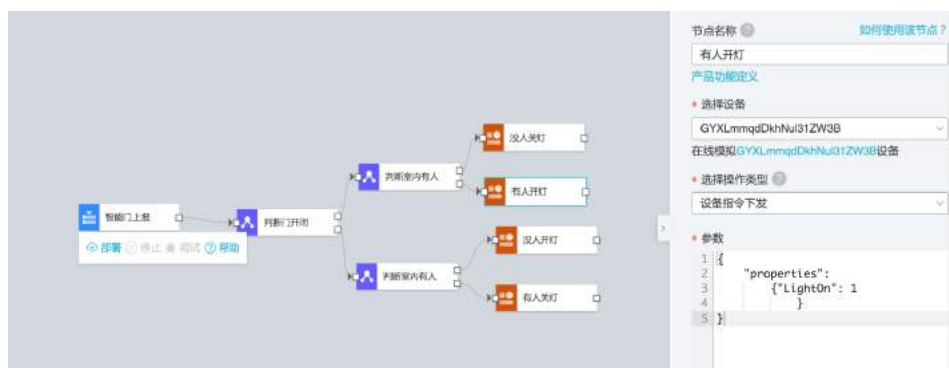 节点名称
如何使用该节点？
有人开灯
产品功能定义
* 选择设备
GYXLmmqdDkhNul31ZW3B
在线模拟GYXLmmqdDkhNul31ZW3B设备
* 选择操作类型
设备指令下发
* 参数
1 {
2 "properties":
3 {"LightOn": 1
4 }
5 }
没人关灯
判断室内有人
有人开灯
智能门上报
判断门开闭
部署 停止 调试 帮助
没人开灯
判断室内有人
有人关灯